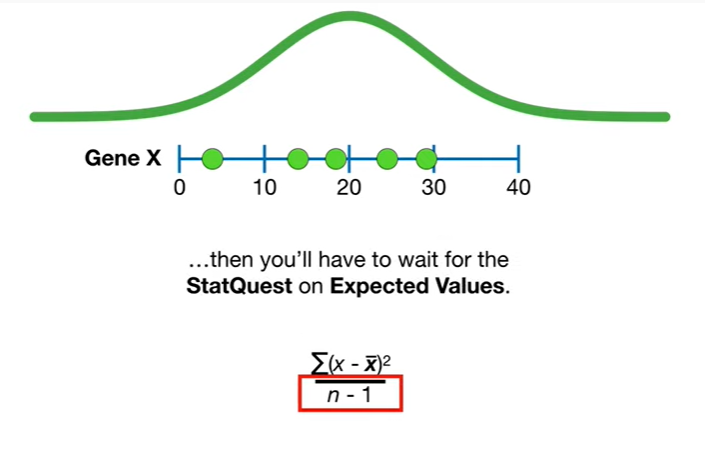 Gene X
0 10 20 30 40
...then you'll have to wait for the
StatQuest on Expected Values.
∑(x - x̄)²
n - 1